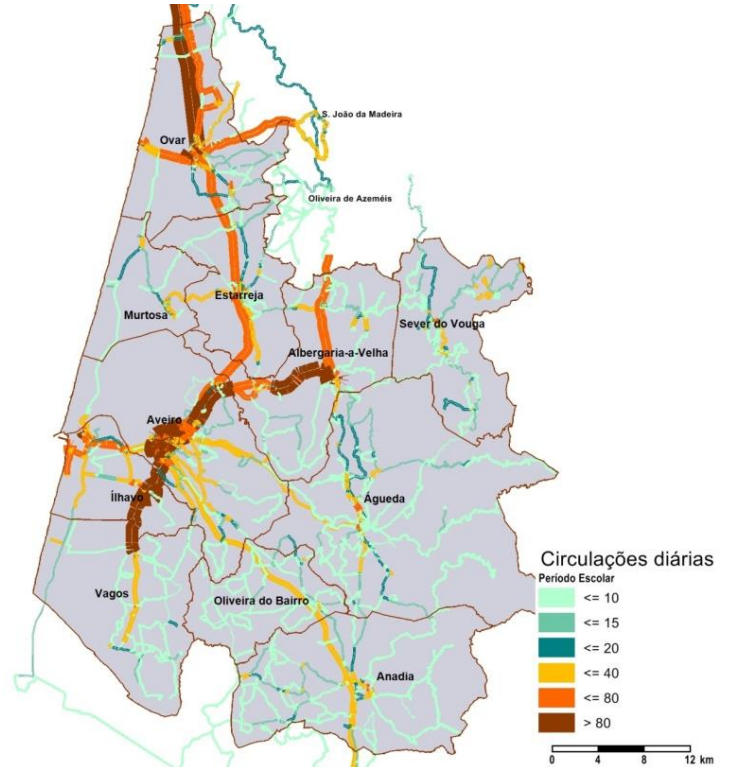 S. João da Madeira
Ovar
Oliveira de Azeméis
Estarreja
Murtosa
Sever do Vouga
Albergaria-a-Velha
Aveiro
Ílhavo
Águeda
Vagos
Oliveira do Bairro
Anadia
Circulações diárias
Período Escolar
<= 10
<= 15
<= 20
<= 40
<= 80
> 80
0 4 8 12 km